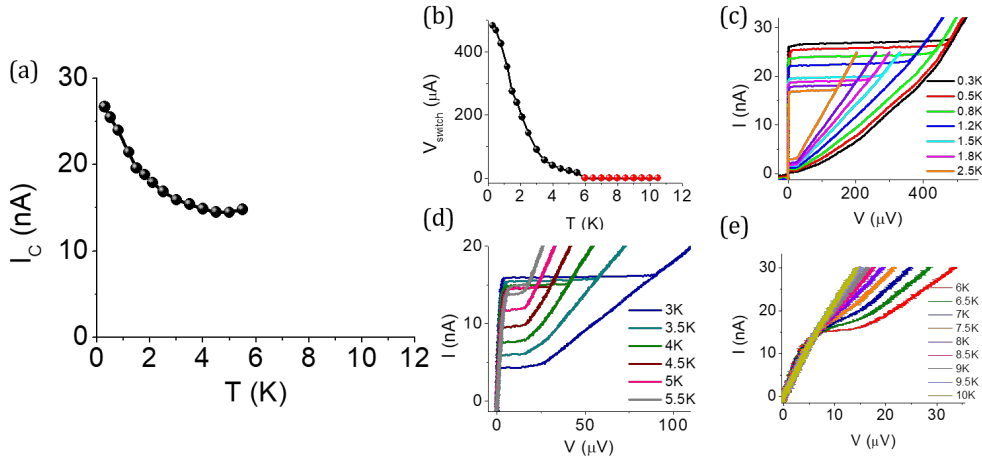 (a)
30
20
10
0
I_C (nA)
0 2 4 6 8 10 12
T (K)
(b)
400
200
0
V_switch (µA)
0 2 4 6 8 10 12
T (K)
(c)
30
20
10
0
I (nA)
0 200 400
V (µV)
0.3K
0.5K
0.8K
1.2K
1.5K
1.8K
2.5K
(d)
20
10
0
I (nA)
0 50 100
V (µV)
3K
3.5K
4K
4.5K
5K
5.5K
(e)
30
20
10
0
I (nA)
0 10 20 30
V (µV)
6K
6.5K
7K
7.5K
8K
8.5K
9K
9.5K
10K